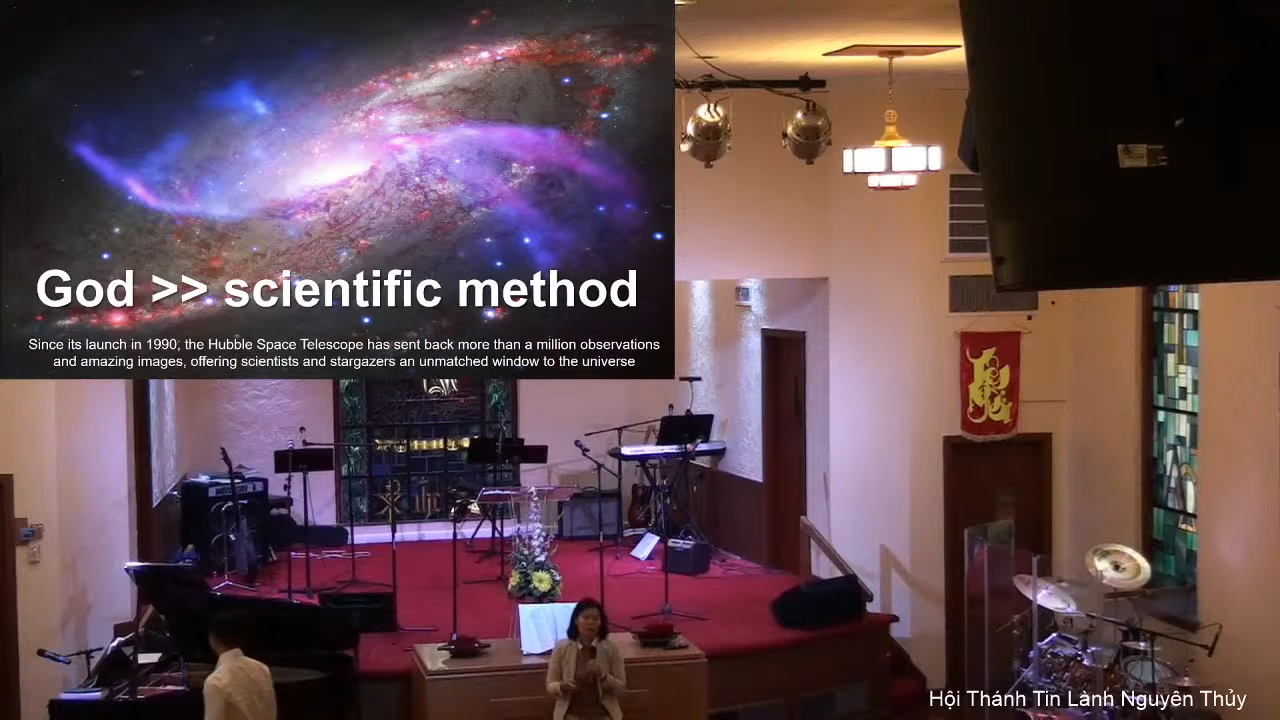 God >> scientific method
Since its launch in 1990, the Hubble Space Telescope has sent back more than a million observations
and amazing images, offering scientists and stargazers an unmatched window to the universe
Hội Thánh Tin Lành Nguyên Thủy